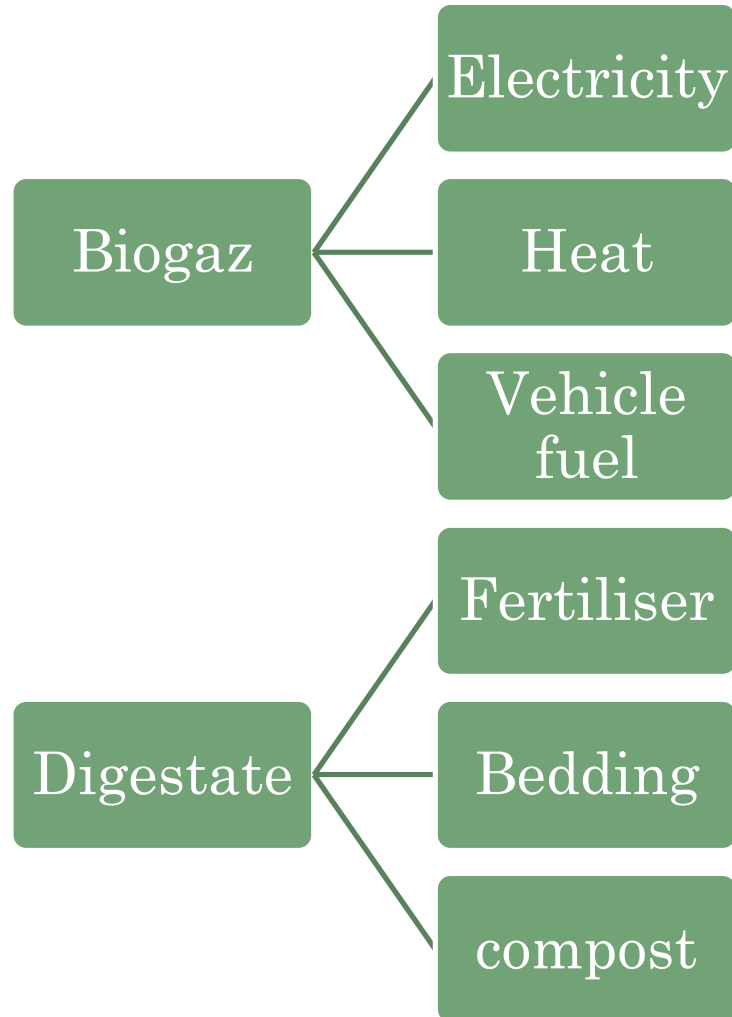 Biogaz
Electricity
Heat
Vehicle
fuel
Digestate
Fertiliser
Bedding
compost